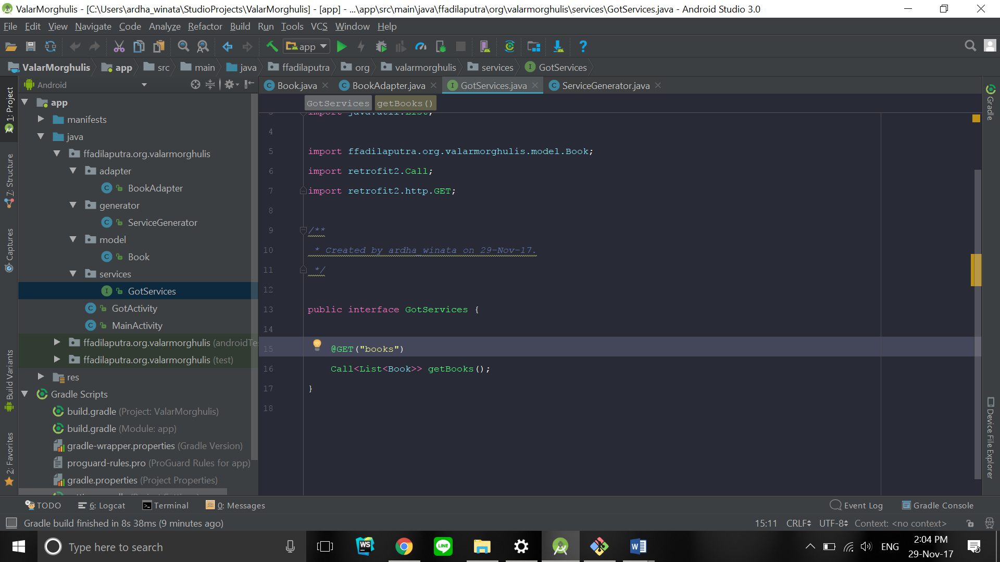 ValarMorghulis - [C:\Users\ardha_winata\StudioProjects\ValarMorghulis] - [app] - ...\app\src\main\java\ffadilaputra\org\valarmorghulis\services\GotServices.java - Android Studio 3.0
File Edit View Navigate Code Analyze Refactor Build Run Tools VCS Window Help
app
ValarMorghulis app src main java ffadilaputra org valarmorghulis services GotServices
Android
Book.java BookAdapter.java GotServices.java ServiceGenerator.java
GotServices getBooks()
1: Project
7: Structure
Captures
Build Variants
2: Favorites
app
manifests
java
ffadilaputra.org.valarmorghulis
adapter
BookAdapter
generator
ServiceGenerator
model
Book
services
GotServices
GotActivity
MainActivity
ffadilaputra.org.valarmorghulis (androidTes
ffadilaputra.org.valarmorghulis (test)
res
Gradle Scripts
build.gradle (Project: ValarMorghulis)
build.gradle (Module: app)
gradle-wrapper.properties (Gradle Version)
proguard-rules.pro (ProGuard Rules for app)
gradle.properties (Project Properties)
3 import java.util.List;
4
5 import ffadilaputra.org.valarmorghulis.model.Book;
6 import retrofit2.Call;
7 import retrofit2.http.GET;
8
9 /**
10 * Created by ardha_winata on 29-Nov-17.
11 */
12
13 public interface GotServices {
14
15 @GET("books")
16 Call<List<Book>> getBooks();
17 }
18
Gradle
Device File Explorer
TODO 6: Logcat Terminal 0: Messages Event Log Gradle Console
Gradle build finished in 8s 38ms (9 minutes ago) 15:11 CRLF UTF-8 Context: <no context>
Type here to search
WS
LINE
ENG
2:04 PM
29-Nov-17